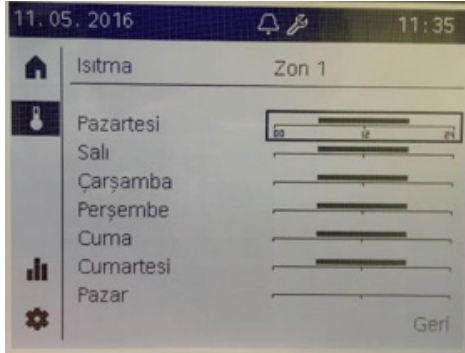 11. 05. 2016 11:35
Isıtma Zon 1
Pazartesi
00 12 24
Salı
Çarşamba
Perşembe
Cuma
Cumartesi
Pazar
Geri